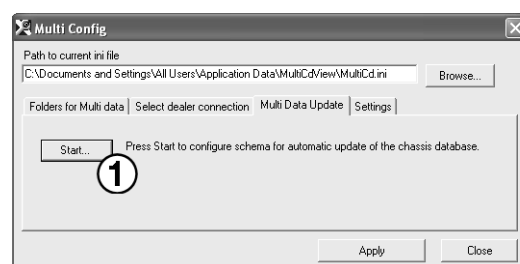 Multi Config
Path to current ini file
C:\Documents and Settings\All Users\Application Data\MultiCdView\MultiCd.ini
Browse...
Folders for Multi data Select dealer connection Multi Data Update Settings
Start... Press Start to configure schema for automatic update of the chassis database.
1
Apply Close